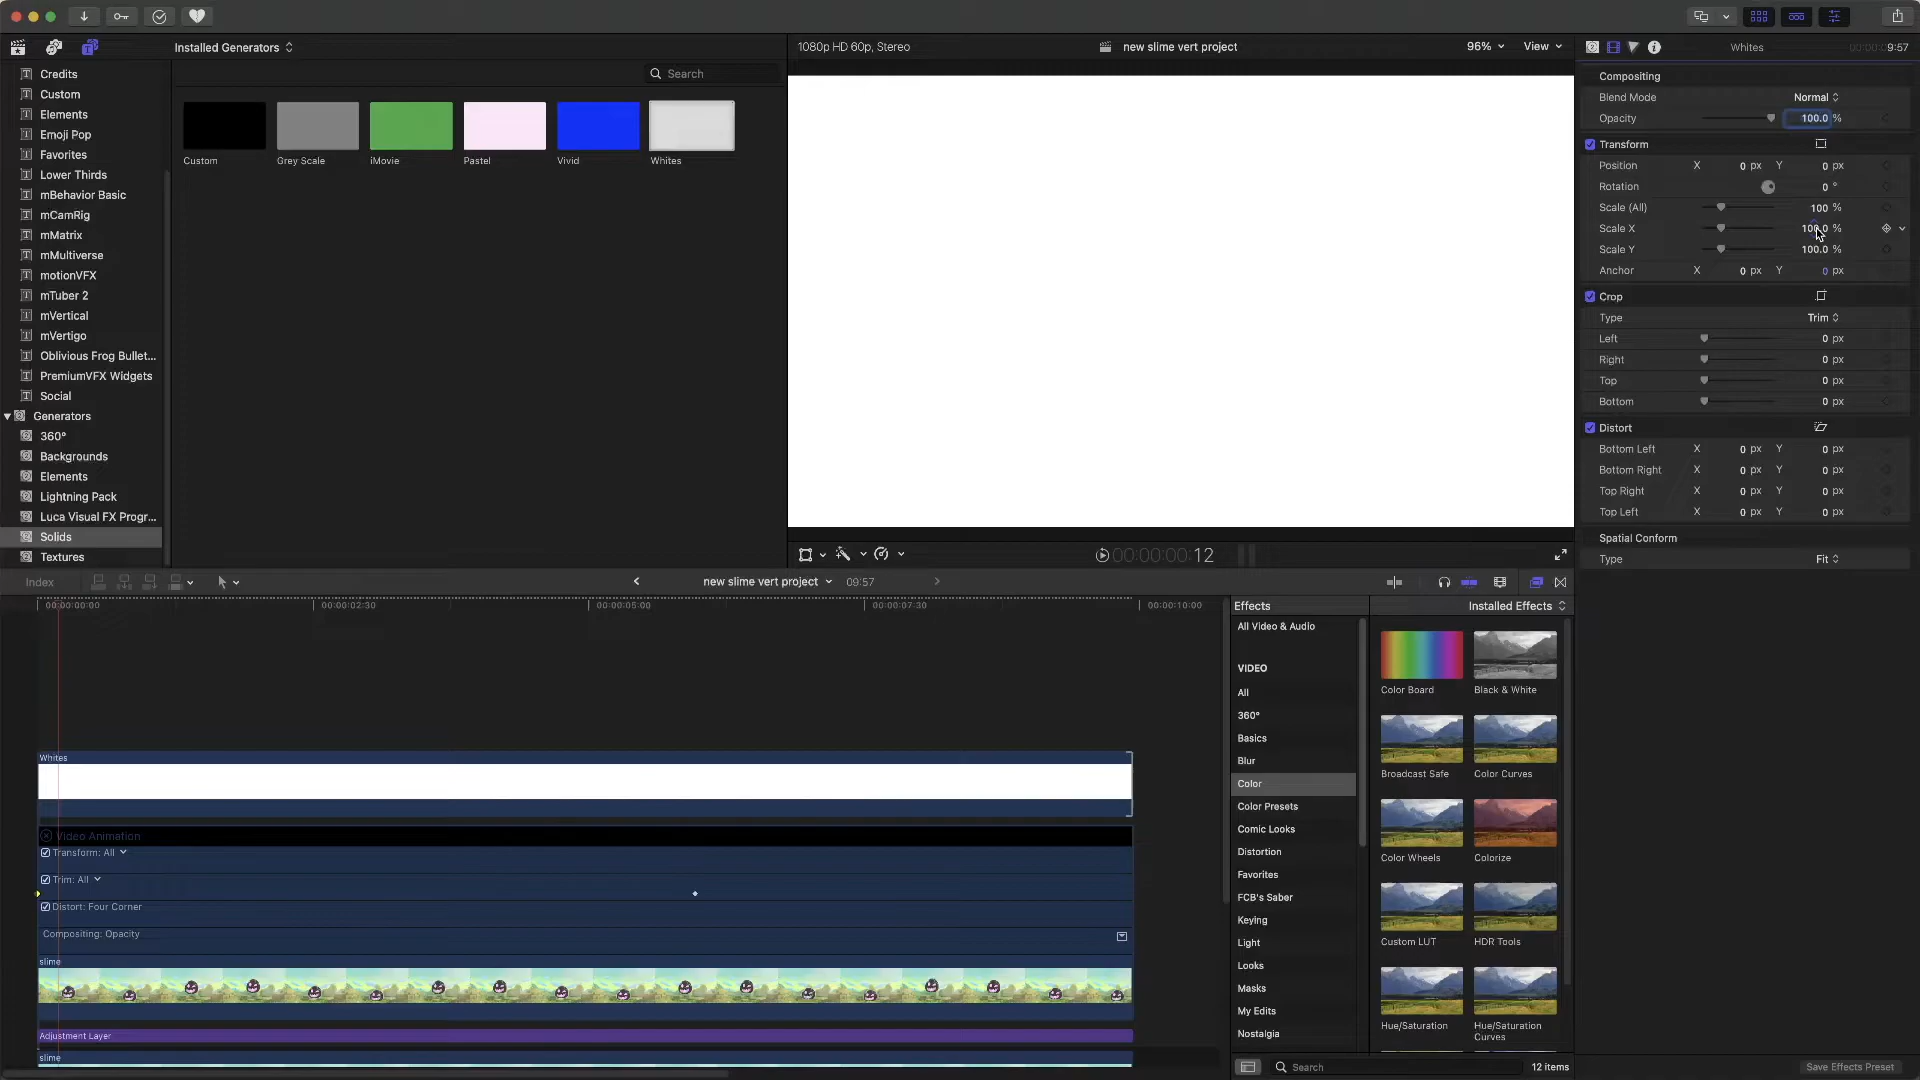 Installed Generators
Credits
Custom
Elements
Emoji Pop
Favorites
Lower Thirds
mBehavior Basic
mCamRig
mMatrix
mMultiverse
motionVFX
mTuber 2
mVertical
mVertigo
Oblivious Frog Bullet...
PremiumVFX Widgets
Social
Generators
360°
Backgrounds
Elements
Lightning Pack
Luca Visual FX Progr...
Solids
Textures
Search
Custom
Grey Scale
iMovie
Pastel
Vivid
Whites
1080p HD 60p, Stereo
new slime vert project
96%
View
00:00:00:12
Whites
9:57
Compositing
Blend Mode Normal
Opacity 100.0 %
Transform
Position X 0 px Y 0 px
Rotation 0 °
Scale (All) 100 %
Scale X 100.0 %
Scale Y 100.0 %
Anchor X 0 px Y 0 px
Crop
Type Trim
Left 0 px
Right 0 px
Top 0 px
Bottom 0 px
Distort
Bottom Left X 0 px Y 0 px
Bottom Right X 0 px Y 0 px
Top Right X 0 px Y 0 px
Top Left X 0 px Y 0 px
Spatial Conform
Type Fit
Save Effects Preset
Index
new slime vert project 09:57
00:00:00:00 00:00:02:30 00:00:05:00 00:00:07:30 00:00:10:00
Whites
Video Animation
Transform: All
Trim: All
Distort: Four Corner
Compositing: Opacity
slime
Adjustment Layer
slime
Effects
Installed Effects
All Video & Audio
VIDEO
All
360°
Basics
Blur
Color
Color Presets
Comic Looks
Distortion
Favorites
FCB's Saber
Keying
Light
Looks
Masks
My Edits
Nostalgia
Color Board
Black & White
Broadcast Safe
Color Curves
Color Wheels
Colorize
Custom LUT
HDR Tools
Hue/Saturation
Hue/Saturation
Curves
Search
12 items